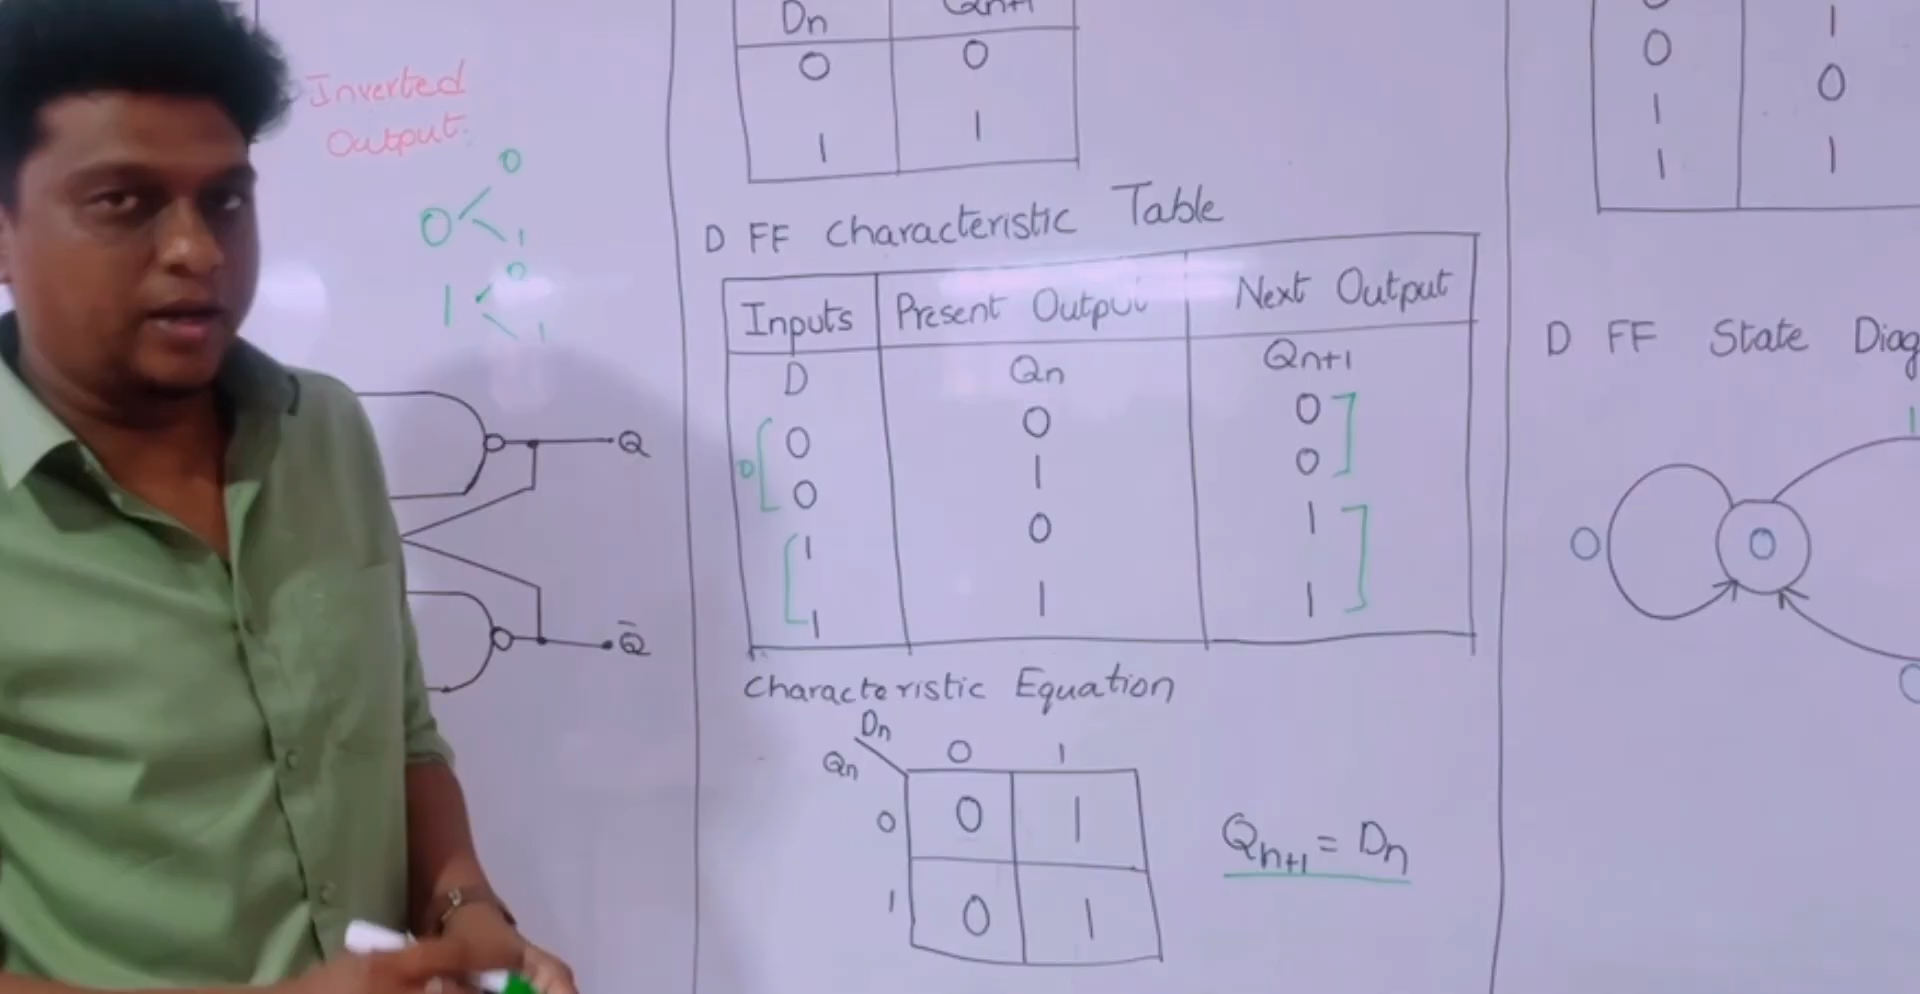 Inverted
Output.
0 0
1
1 0
1
Q
Q̄
Dn Qn+1
0 0
1 1
D FF Characteristic Table
Inputs Present Output Next Output
D Qn Qn+1
0 0 0
0 1 0
1 0 1
1 1 1
0
Characteristic Equation
Dn
Qn 0 1
0 0 1
1 0 1
Qn+1 = Dn
1
0 0
1 1
1
D FF State Diag
1
0 0
0